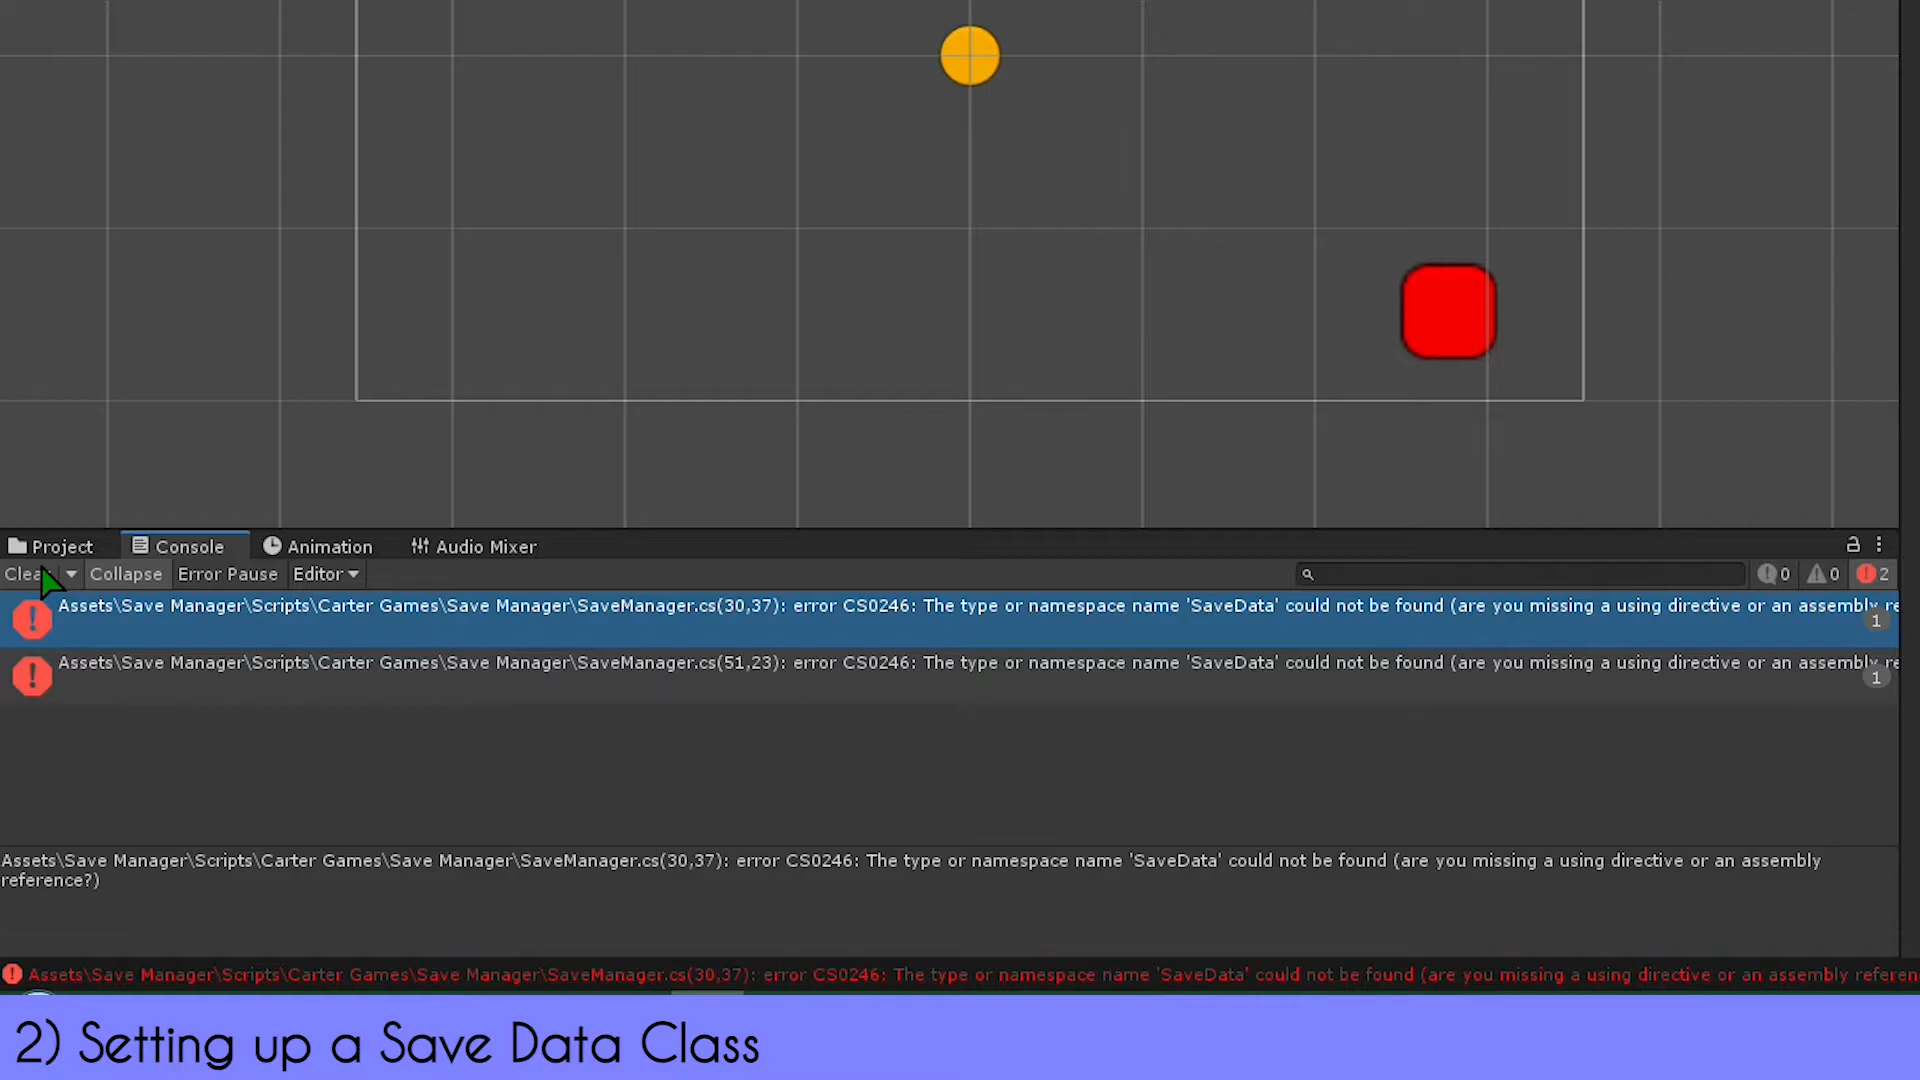 Project Console Animation Audio Mixer
Clear Collapse Error Pause Editor 0 0 2
Assets\Save Manager\Scripts\Carter Games\Save Manager\SaveManager.cs(30,37): error CS0246: The type or namespace name 'SaveData' could not be found (are you missing a using directive or an assembly re
1
Assets\Save Manager\Scripts\Carter Games\Save Manager\SaveManager.cs(51,23): error CS0246: The type or namespace name 'SaveData' could not be found (are you missing a using directive or an assembly re
1
Assets\Save Manager\Scripts\Carter Games\Save Manager\SaveManager.cs(30,37): error CS0246: The type or namespace name 'SaveData' could not be found (are you missing a using directive or an assembly
reference?)
Assets\Save Manager\Scripts\Carter Games\Save Manager\SaveManager.cs(30,37): error CS0246: The type or namespace name 'SaveData' could not be found (are you missing a using directive or an assembly referen
2) Setting up a Save Data Class